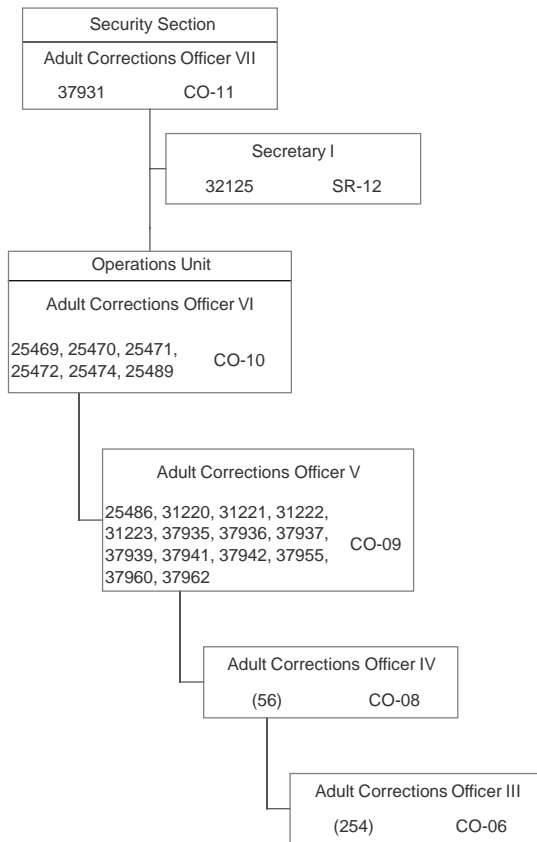 Security Section
Adult Corrections Officer VII
37931 CO-11
Secretary I
32125 SR-12
Operations Unit
Adult Corrections Officer VI
25469, 25470, 25471,
25472, 25474, 25489
CO-10
Adult Corrections Officer V
25486, 31220, 31221, 31222,
31223, 37935, 37936, 37937,
37939, 37941, 37942, 37955,
37960, 37962
CO-09
Adult Corrections Officer IV
(56) CO-08
Adult Corrections Officer III
(254) CO-06